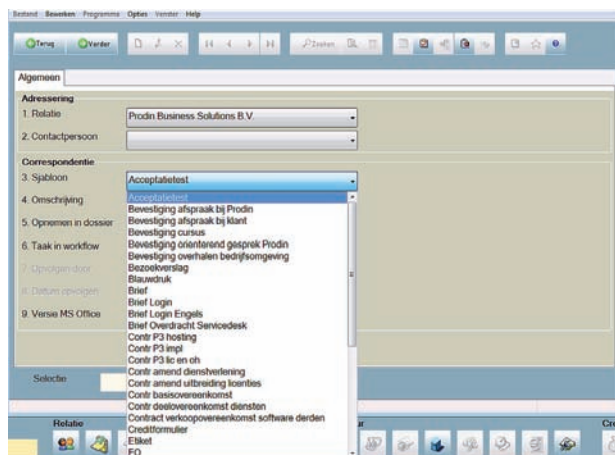 Bestand Bewerken Programma Opties Venster Help
Terug Verder Zoeken
Algemeen
Adressering
1. Relatie Prodin Business Solutions B.V.
2. Contactpersoon
Correspondentie
3. Sjabloon Acceptatietest
4. Omschrijving
5. Opnemen in dossier
6. Taak in workflow
7. Opvolgen door
8. Datum opvolgen
9. Versie MS Office
Acceptatietest
Bevestiging afspraak bij Prodin
Bevestiging afspraak bij klant
Bevestiging cursus
Bevestiging orienterend gesprek Prodin
Bevestiging overhalen bedrijfsomgeving
Bezoekverslag
Blauwdruk
Brief
Brief Login
Brief Login Engels
Brief Overdracht Servicedesk
Contr P3 hosting
Contr P3 impl
Contr P3 lic en oh
Contr amend dienstverlening
Contr amend uitbreiding licenties
Contr basisovereenkomst
Contr deelovereenkomst diensten
Contract verkoopovereenkomst software derden
Creditformulier
Etiket
FO
Selectie
Relatie ur Cre